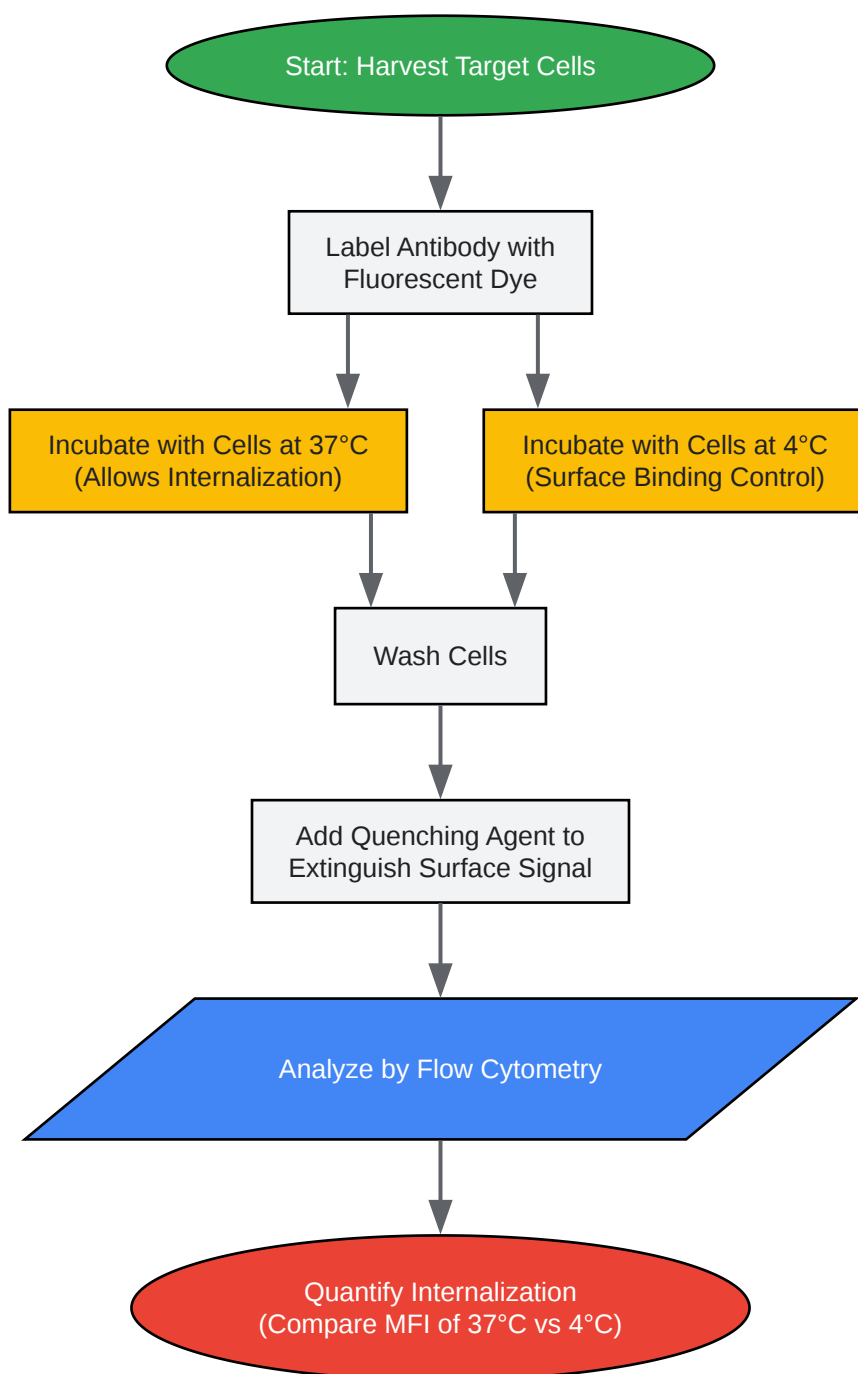 Start: Harvest Target Cells
Label Antibody with
Fluorescent Dye
Incubate with Cells at 37°C
(Allows Internalization)
Incubate with Cells at 4°C
(Surface Binding Control)
Wash Cells
Add Quenching Agent to
Extinguish Surface Signal
Analyze by Flow Cytometry
Quantify Internalization
(Compare MFI of 37°C vs 4°C)